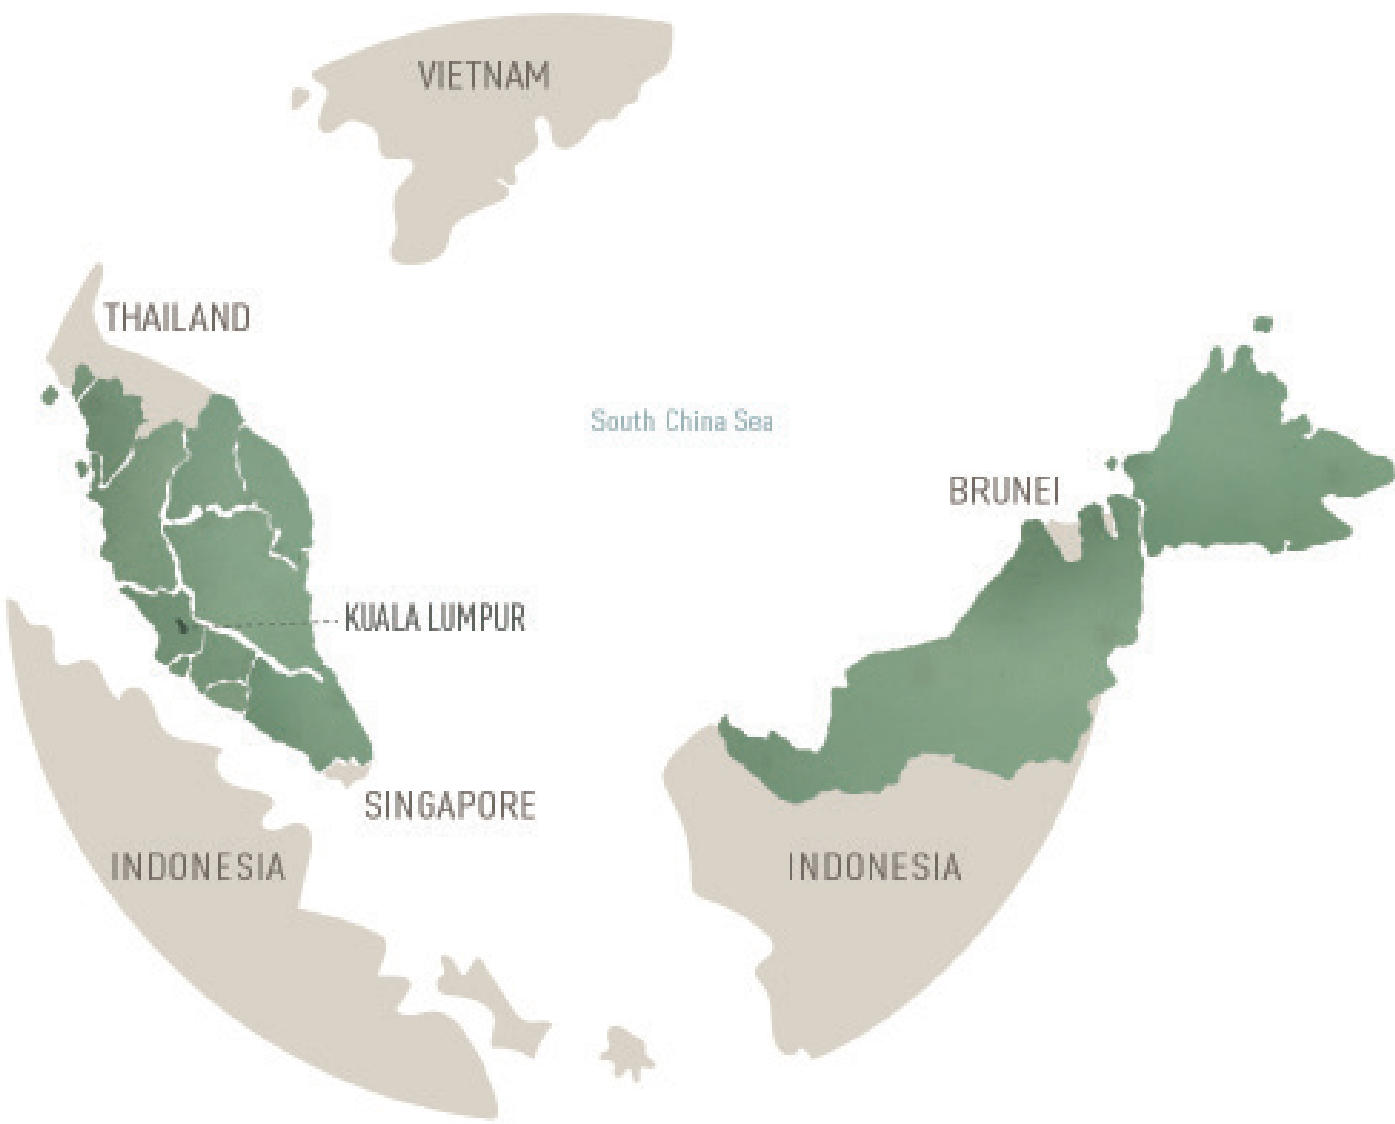 VIETNAM
THAILAND
South China Sea
BRUNEI
KUALA LUMPUR
SINGAPORE
INDONESIA
INDONESIA